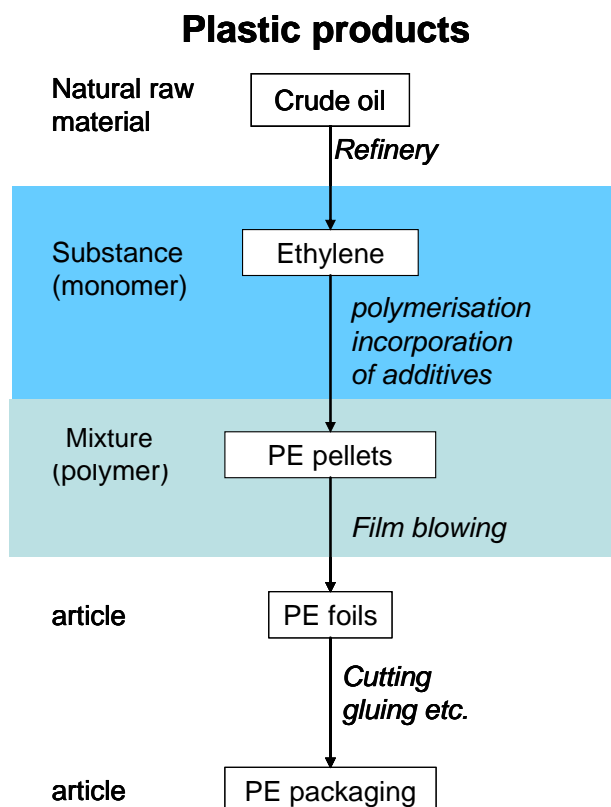 Plastic products
Natural raw
material
Crude oil
Refinery
Substance
(monomer)
Ethylene
polymerisation
incorporation
of additives
Mixture
(polymer)
PE pellets
Film blowing
article
PE foils
Cutting
gluing etc.
article
PE packaging